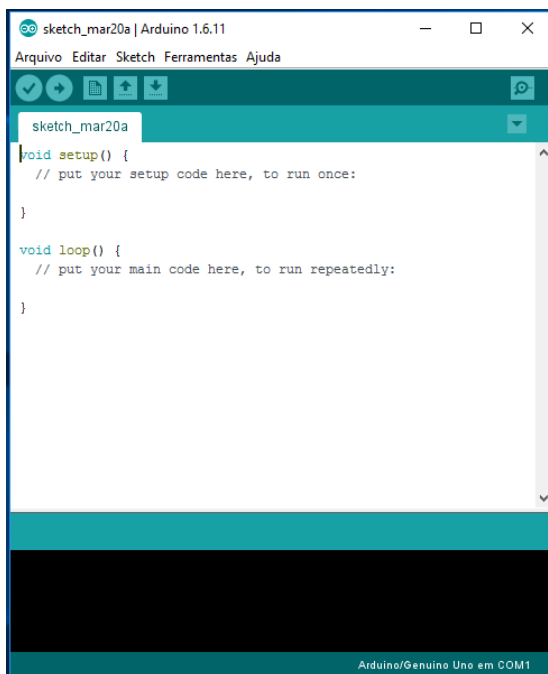 sketch_mar20a | Arduino 1.6.11
Arquivo Editar Sketch Ferramentas Ajuda
sketch_mar20a
void setup() {
// put your setup code here, to run once:
}
void loop() {
// put your main code here, to run repeatedly:
}
Arduino/Genuino Uno em COM1